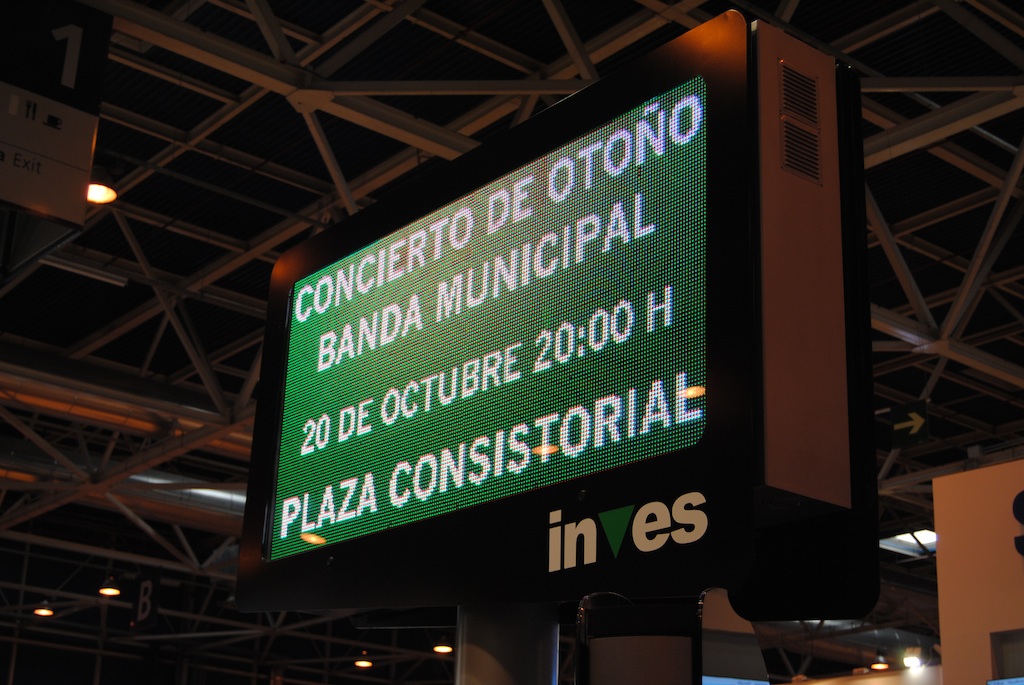 1
a Exit
CONCIERTO DE OTOÑO
BANDA MUNICIPAL
20 DE OCTUBRE 20:00 H
PLAZA CONSISTORIAL
inves
B